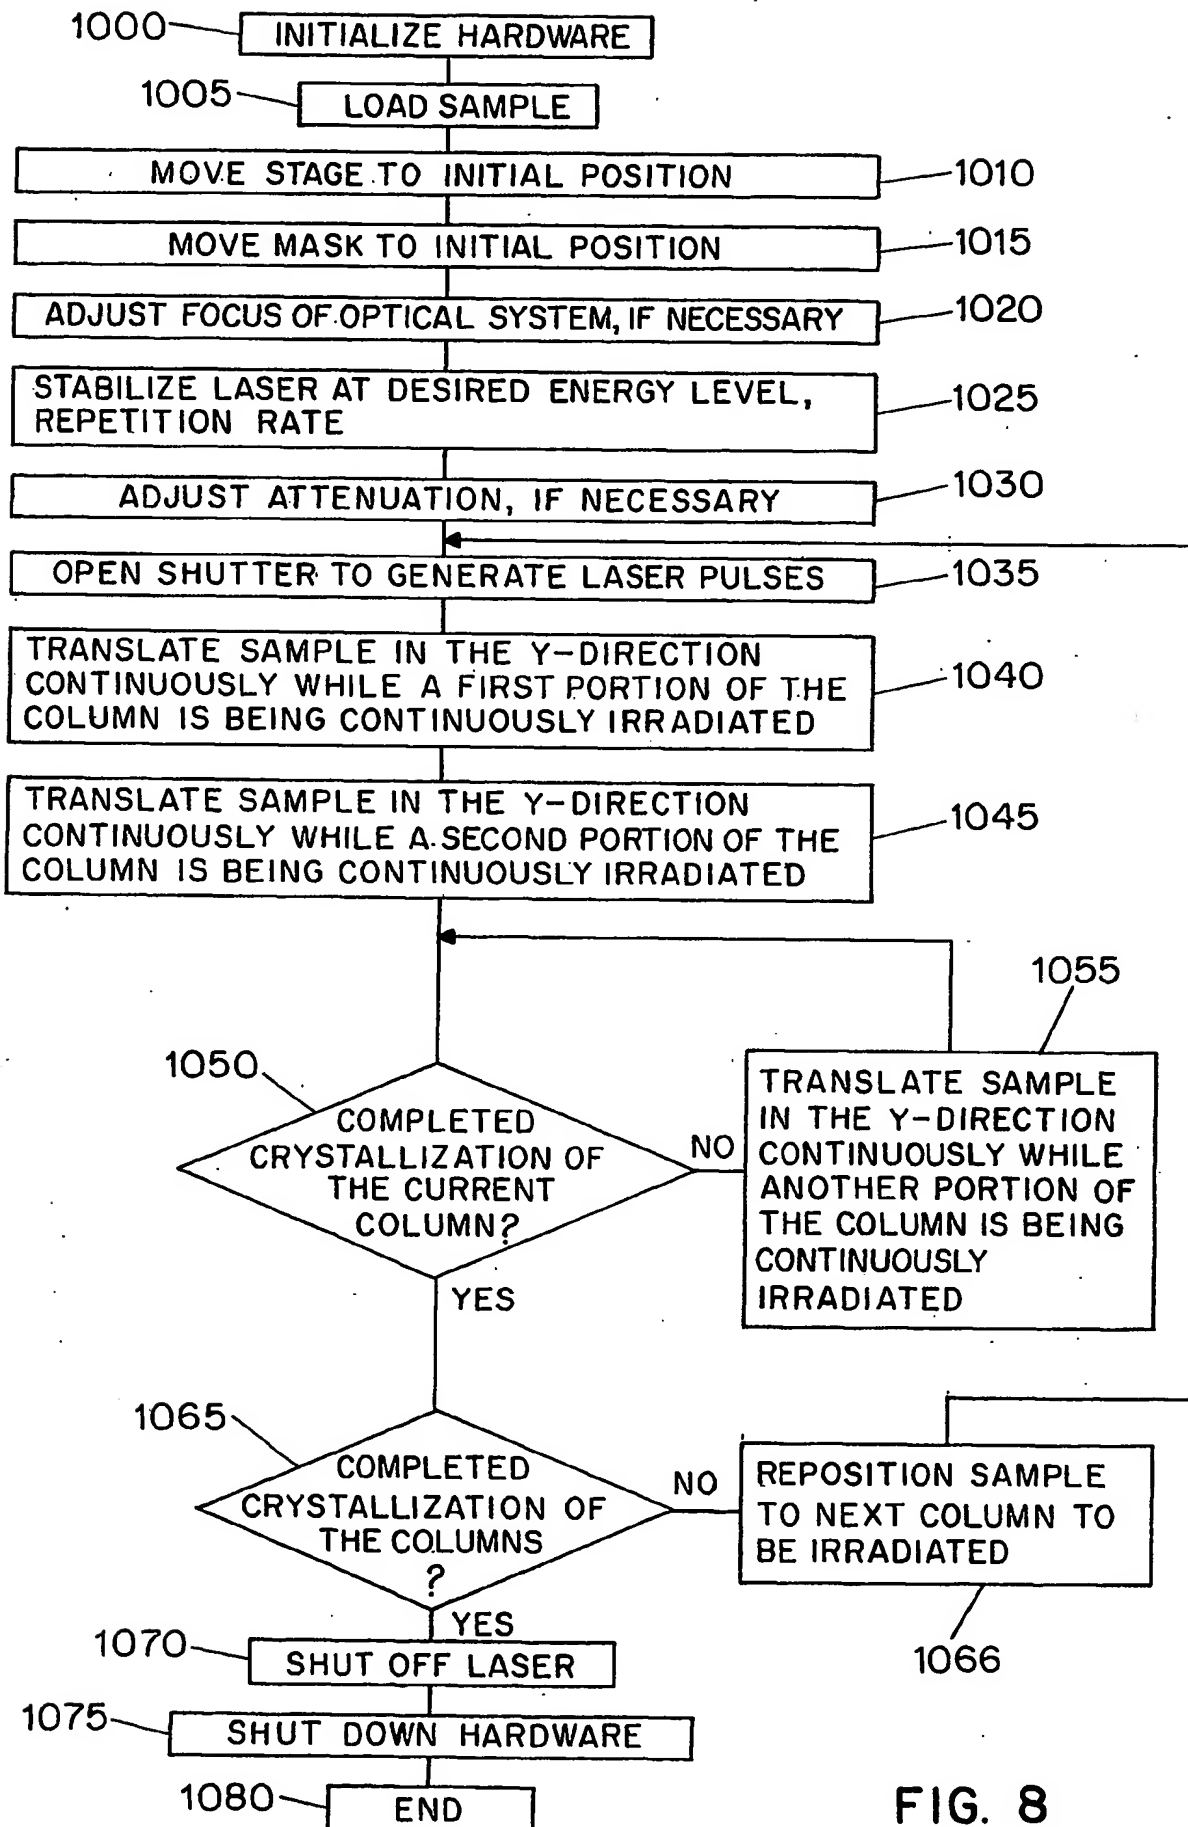 1000
INITIALIZE HARDWARE
1005
LOAD SAMPLE
MOVE STAGE TO INITIAL POSITION
1010
MOVE MASK TO INITIAL POSITION
1015
ADJUST FOCUS OF OPTICAL SYSTEM, IF NECESSARY
1020
STABILIZE LASER AT DESIRED ENERGY LEVEL,
REPETITION RATE
1025
ADJUST ATTENUATION, IF NECESSARY
1030
OPEN SHUTTER TO GENERATE LASER PULSES
1035
TRANSLATE SAMPLE IN THE Y-DIRECTION
CONTINUOUSLY WHILE A FIRST PORTION OF THE
COLUMN IS BEING CONTINUOUSLY IRRADIATED
1040
TRANSLATE SAMPLE IN THE Y-DIRECTION
CONTINUOUSLY WHILE A SECOND PORTION OF THE
COLUMN IS BEING CONTINUOUSLY IRRADIATED
1045
1050
COMPLETED
CRYSTALLIZATION OF
THE CURRENT
COLUMN?
NO
YES
1055
TRANSLATE SAMPLE
IN THE Y-DIRECTION
CONTINUOUSLY WHILE
ANOTHER PORTION OF
THE COLUMN IS BEING
CONTINUOUSLY
IRRADIATED
1065
COMPLETED
CRYSTALLIZATION OF
THE COLUMNS
?
NO
YES
REPOSITION SAMPLE
TO NEXT COLUMN TO
BE IRRADIATED
1066
1070
SHUT OFF LASER
1075
SHUT DOWN HARDWARE
1080
END
FIG. 8